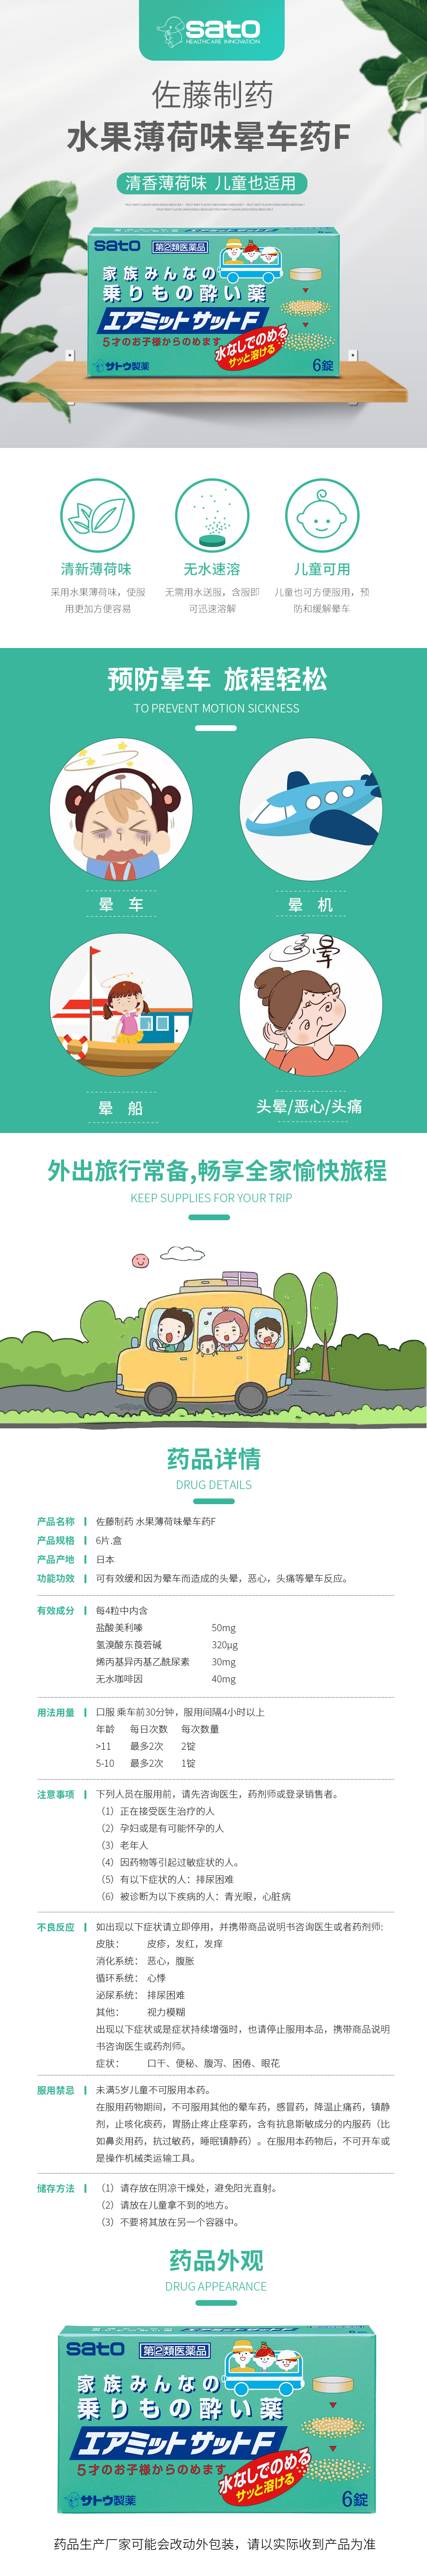 sato
HEALTHCARE INNOVATION
佐藤制药
水果薄荷味晕车药F
清香薄荷味 儿童也适用
sato
第②類医薬品
家族みんなの
乗りもの酔い薬
エアミットサットF
5才のお子様からのめます
水なしでのめる
サッと溶ける
サトウ製薬
6錠
清新薄荷味
无水速溶
儿童可用
采用水果薄荷味，使服
用更加方便容易
无需用水送服，含服即
可迅速溶解
儿童也可方便服用，预
防和缓解晕车
预防晕车 旅程轻松
TO PREVENT MOTION SICKNESS
晕 车
晕 机
晕
晕 船
头晕/恶心/头痛
外出旅行常备,畅享全家愉快旅程
KEEP SUPPLIES FOR YOUR TRIP
药品详情
DRUG DETAILS
产品名称 佐藤制药 水果薄荷味晕车药F
产品规格 6片.盒
产品产地 日本
功能功效 可有效缓和因为晕车而造成的头晕，恶心，头痛等晕车反应。
有效成分 每4粒中内含
盐酸美利嗪 50mg
氢溴酸东莨菪碱 320μg
烯丙基异丙基乙酰尿素 30mg
无水咖啡因 40mg
用法用量 口服 乘车前30分钟，服用间隔4小时以上
年龄 每日次数 每次数量
>11 最多2次 2锭
5-10 最多2次 1锭
注意事项 下列人员在服用前，请先咨询医生，药剂师或登录销售者。
（1）正在接受医生治疗的人
（2）孕妇或是有可能怀孕的人
（3）老年人
（4）因药物等引起过敏症状的人。
（5）有以下症状的人：排尿困难
（6）被诊断为以下疾病的人：青光眼，心脏病
不良反应 如出现以下症状请立即停用，并携带商品说明书咨询医生或者药剂师:
皮肤： 皮疹，发红，发痒
消化系统： 恶心，腹胀
循环系统： 心悸
泌尿系统： 排尿困难
其他： 视力模糊
出现以下症状或是症状持续增强时，也请停止服用本品，携带商品说明
书咨询医生或药剂师。
症状： 口干、便秘、腹泻、困倦、眼花
服用禁忌 未满5岁儿童不可服用本药。
在服用药物期间，不可服用其他的晕车药，感冒药，降温止痛药，镇静
剂，止咳化痰药，胃肠止疼止痉挛药，含有抗息斯敏成分的内服药（比
如鼻炎用药，抗过敏药，睡眠镇静药）。在服用本药物后，不可开车或
是操作机械类运输工具。
储存方法 （1）请存放在阴凉干燥处，避免阳光直射。
（2）请放在儿童拿不到的地方。
（3）不要将其放在另一个容器中。
药品外观
DRUG APPEARANCE
sato
第②類医薬品
家族みんなの
乗りもの酔い薬
エアミットサットF
5才のお子様からのめます
水なしでのめる
サッと溶ける
サトウ製薬
6錠
药品生产厂家可能会改动外包装，请以实际收到产品为准